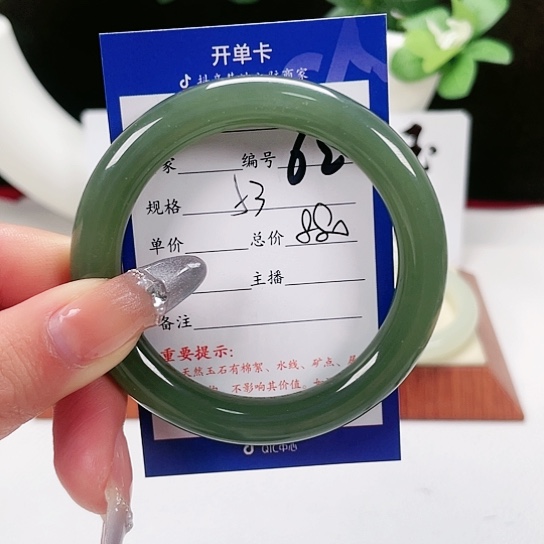 开单卡
家 编号 62
规格 53
单价 总价 880
主播
备注
重要提示:
天然玉石有棉絮、水线、矿点、
不影响其价值。
QIC中心